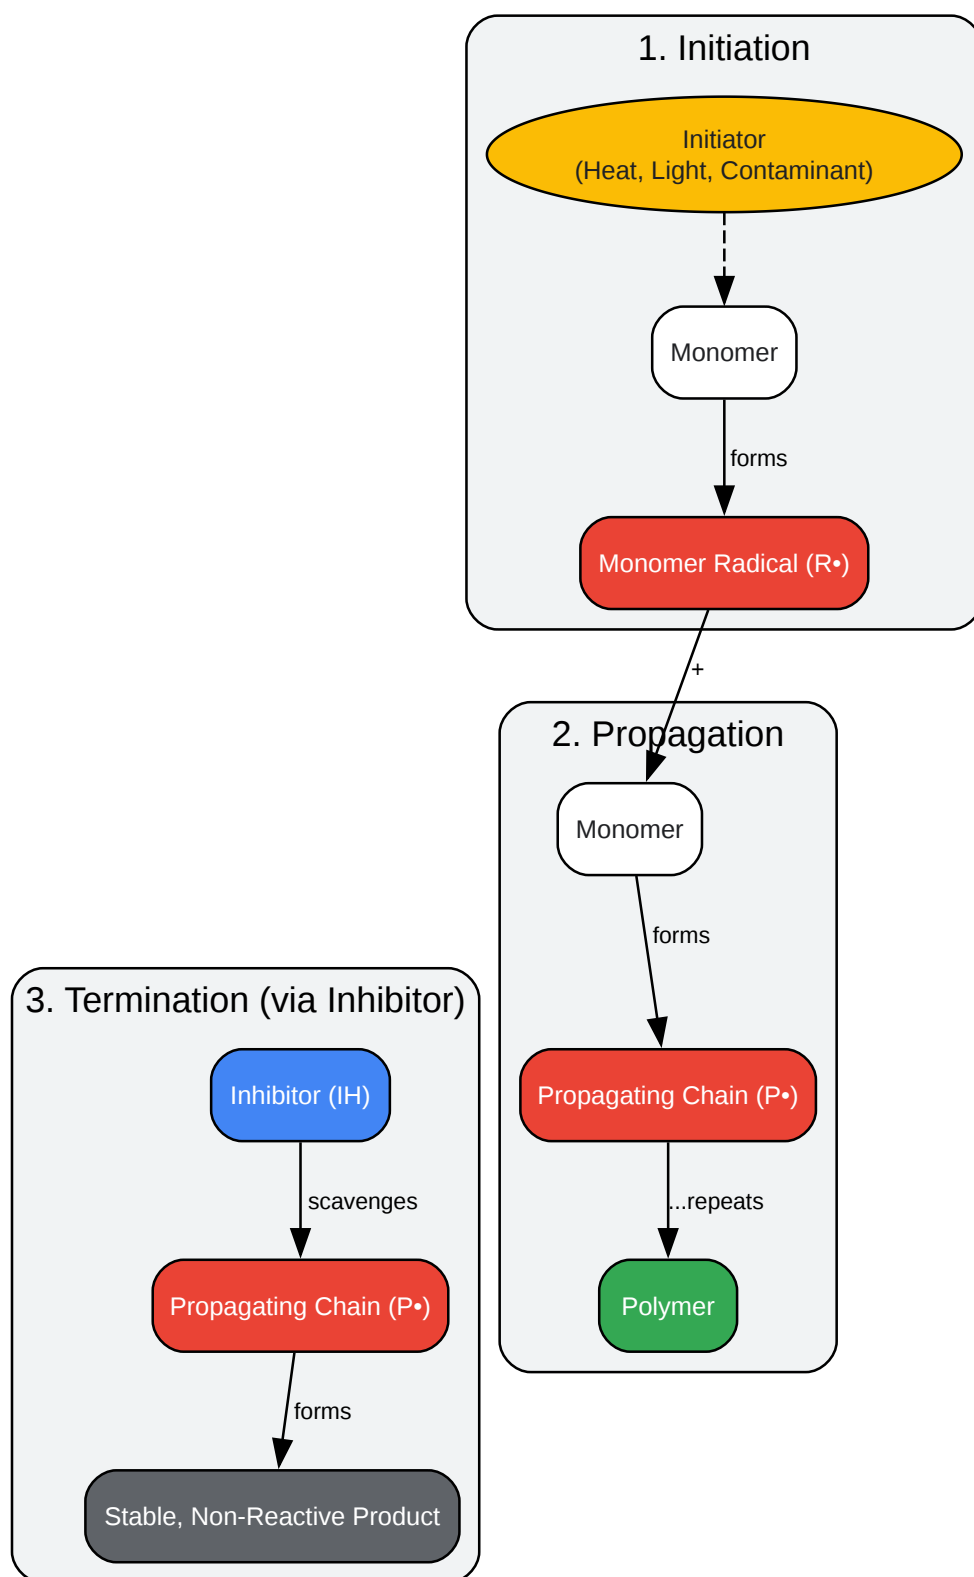 1. Initiation
Initiator
(Heat, Light, Contaminant)
Monomer
forms
Monomer Radical (R•)
+
2. Propagation
Monomer
forms
Propagating Chain (P•)
...repeats
Polymer
3. Termination (via Inhibitor)
Inhibitor (IH)
scavenges
Propagating Chain (P•)
forms
Stable, Non-Reactive Product